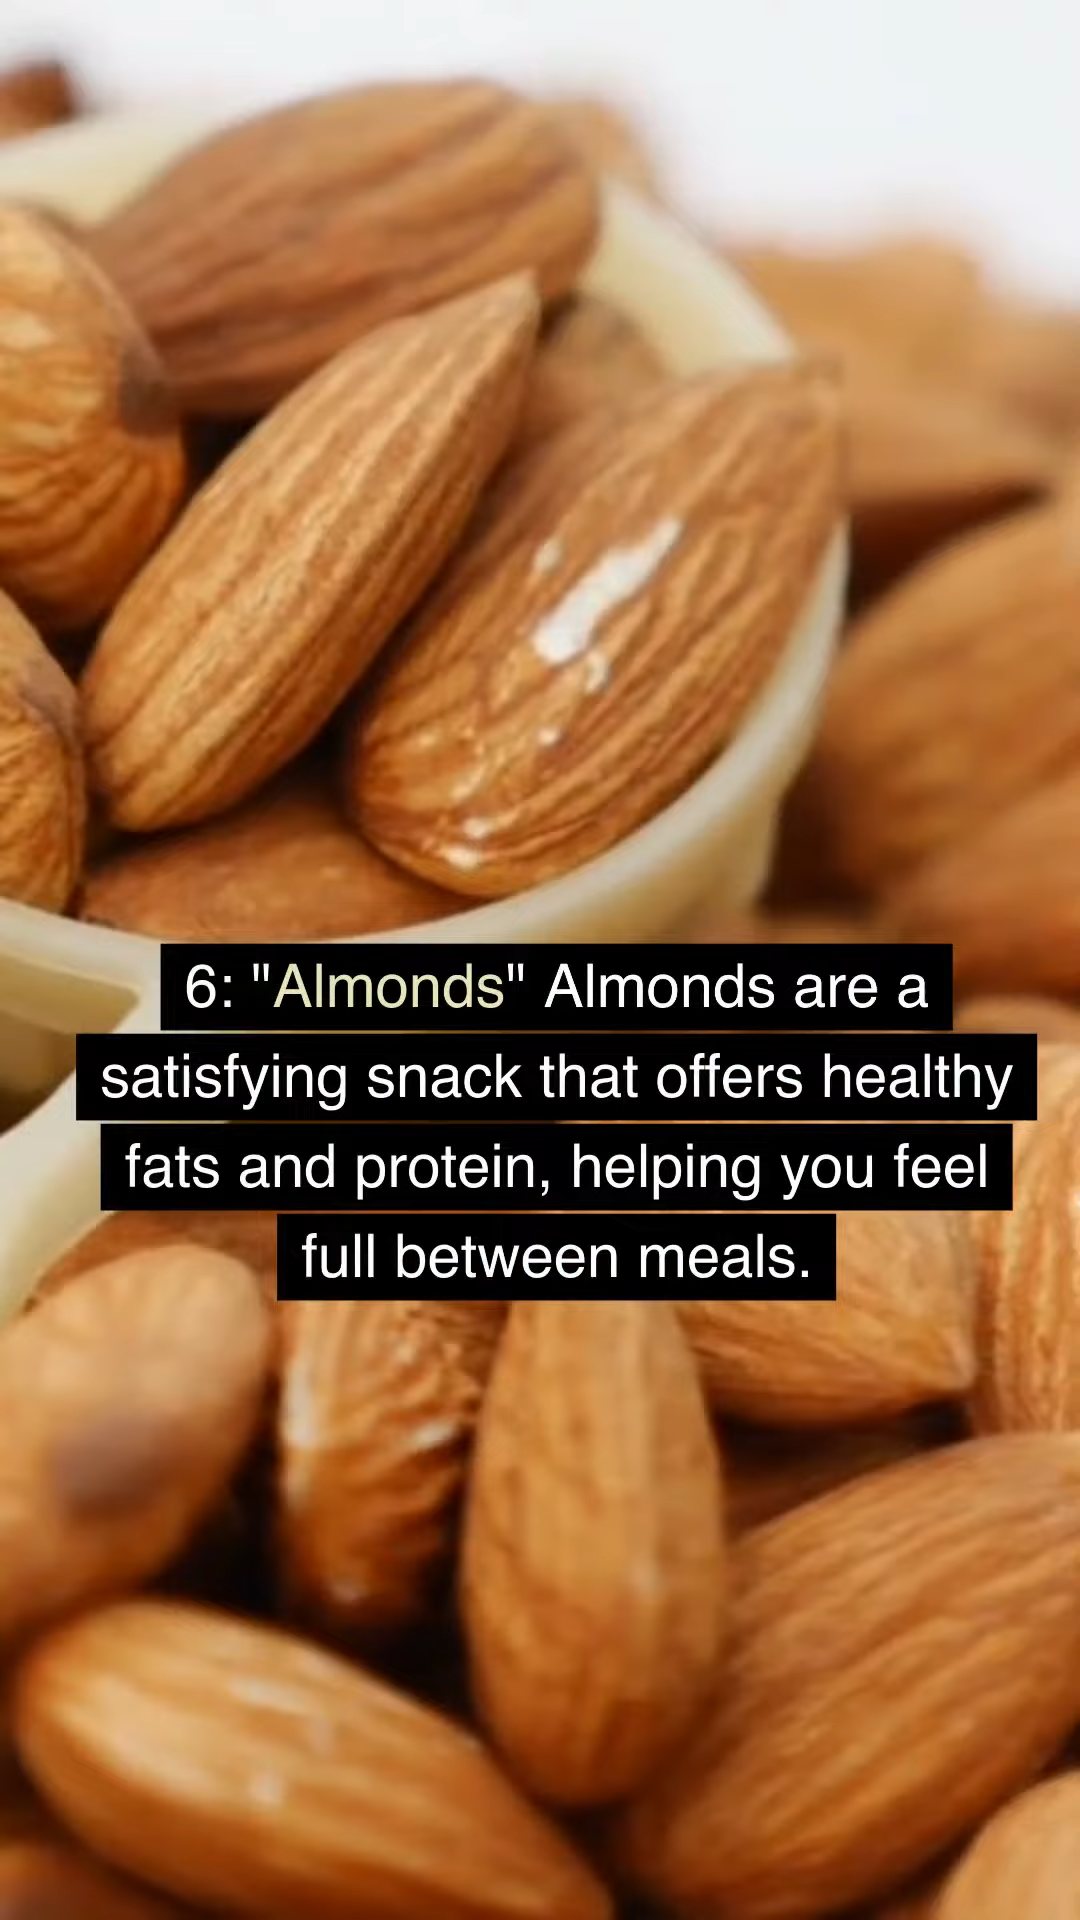 6: "Almonds" Almonds are a
satisfying snack that offers healthy
fats and protein, helping you feel
full between meals.